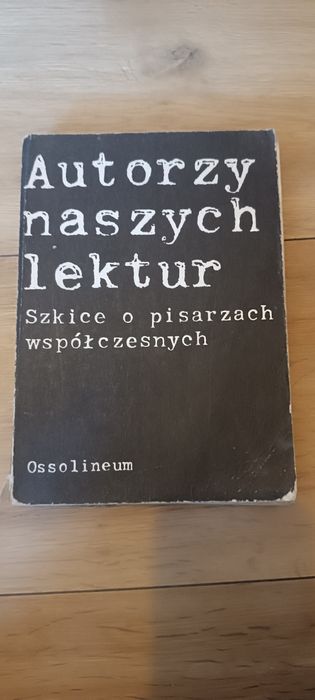 Autorzy
naszych
lektur
Szkice o pisarzach
współczesnych
Ossolineum